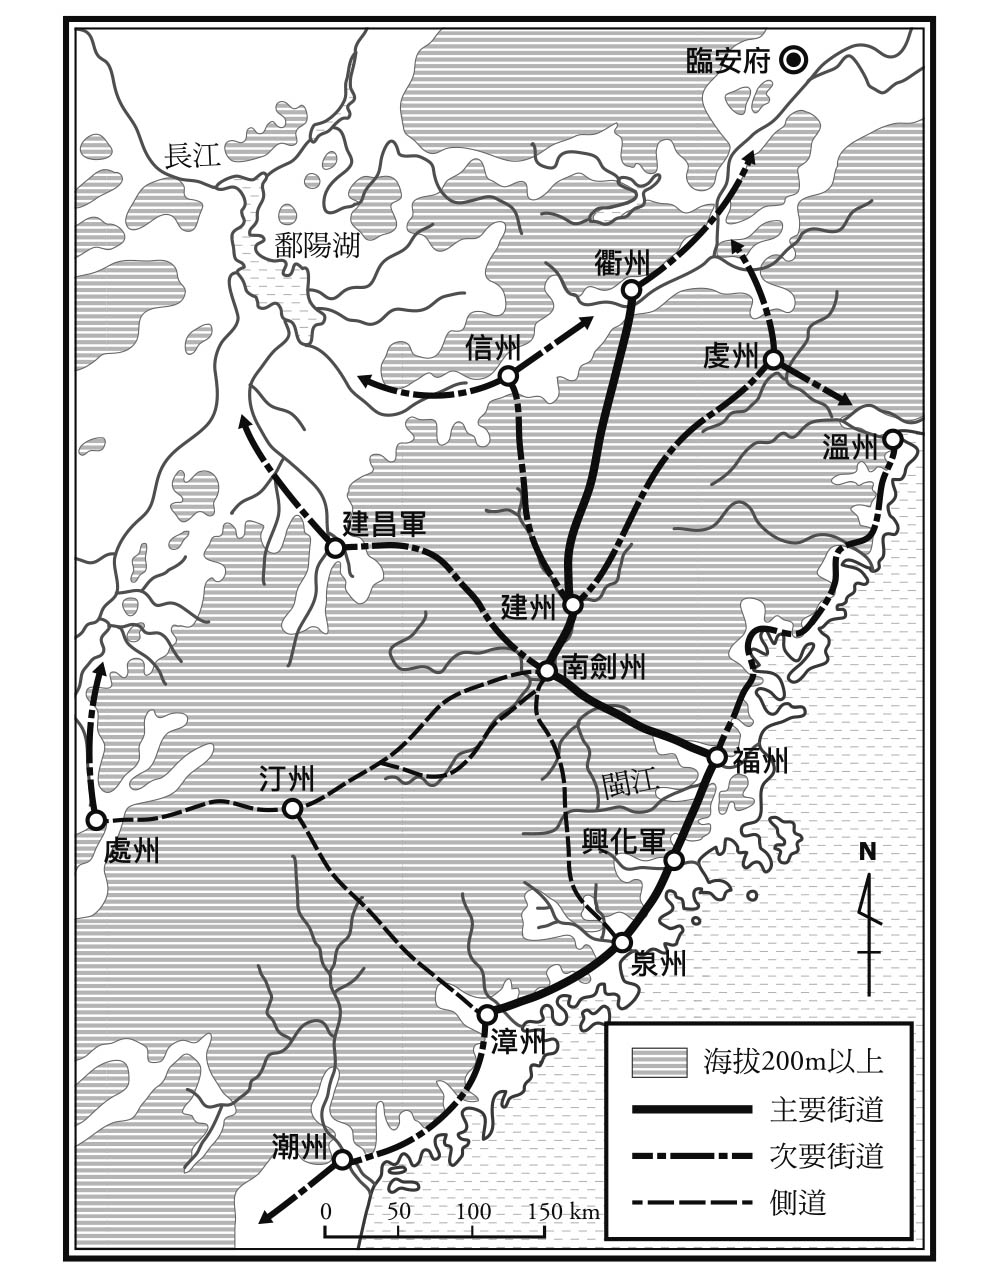 臨安府
長江
鄱陽湖
衢州
信州
虔州
溫州
建昌軍
建州
南劍州
福州
汀州
閩江
興化軍
處州
N
泉州
漳州
潮州
海拔200m以上
主要街道
次要街道
側道
0 50 100 150 km